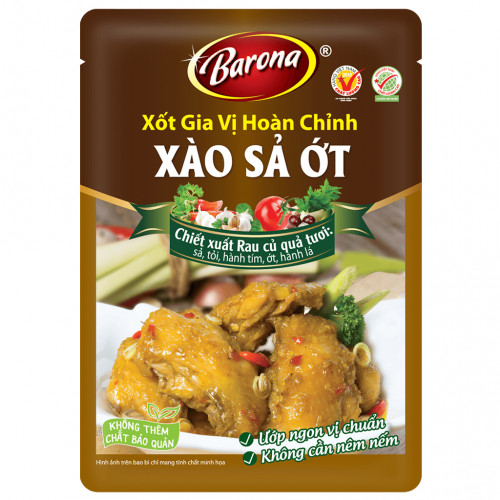 Barona®
Xốt Gia Vị Hoàn Chỉnh
XÀO SẢ ỚT
Chiết xuất Rau củ quả tươi:
sả, tỏi, hành tím, ớt, hành lá
KHÔNG THÊM
CHẤT BẢO QUẢN
Ướp ngon vị chuẩn
Không cần nêm nếm
Hình ảnh trên bao bì chỉ mang tính chất minh họa